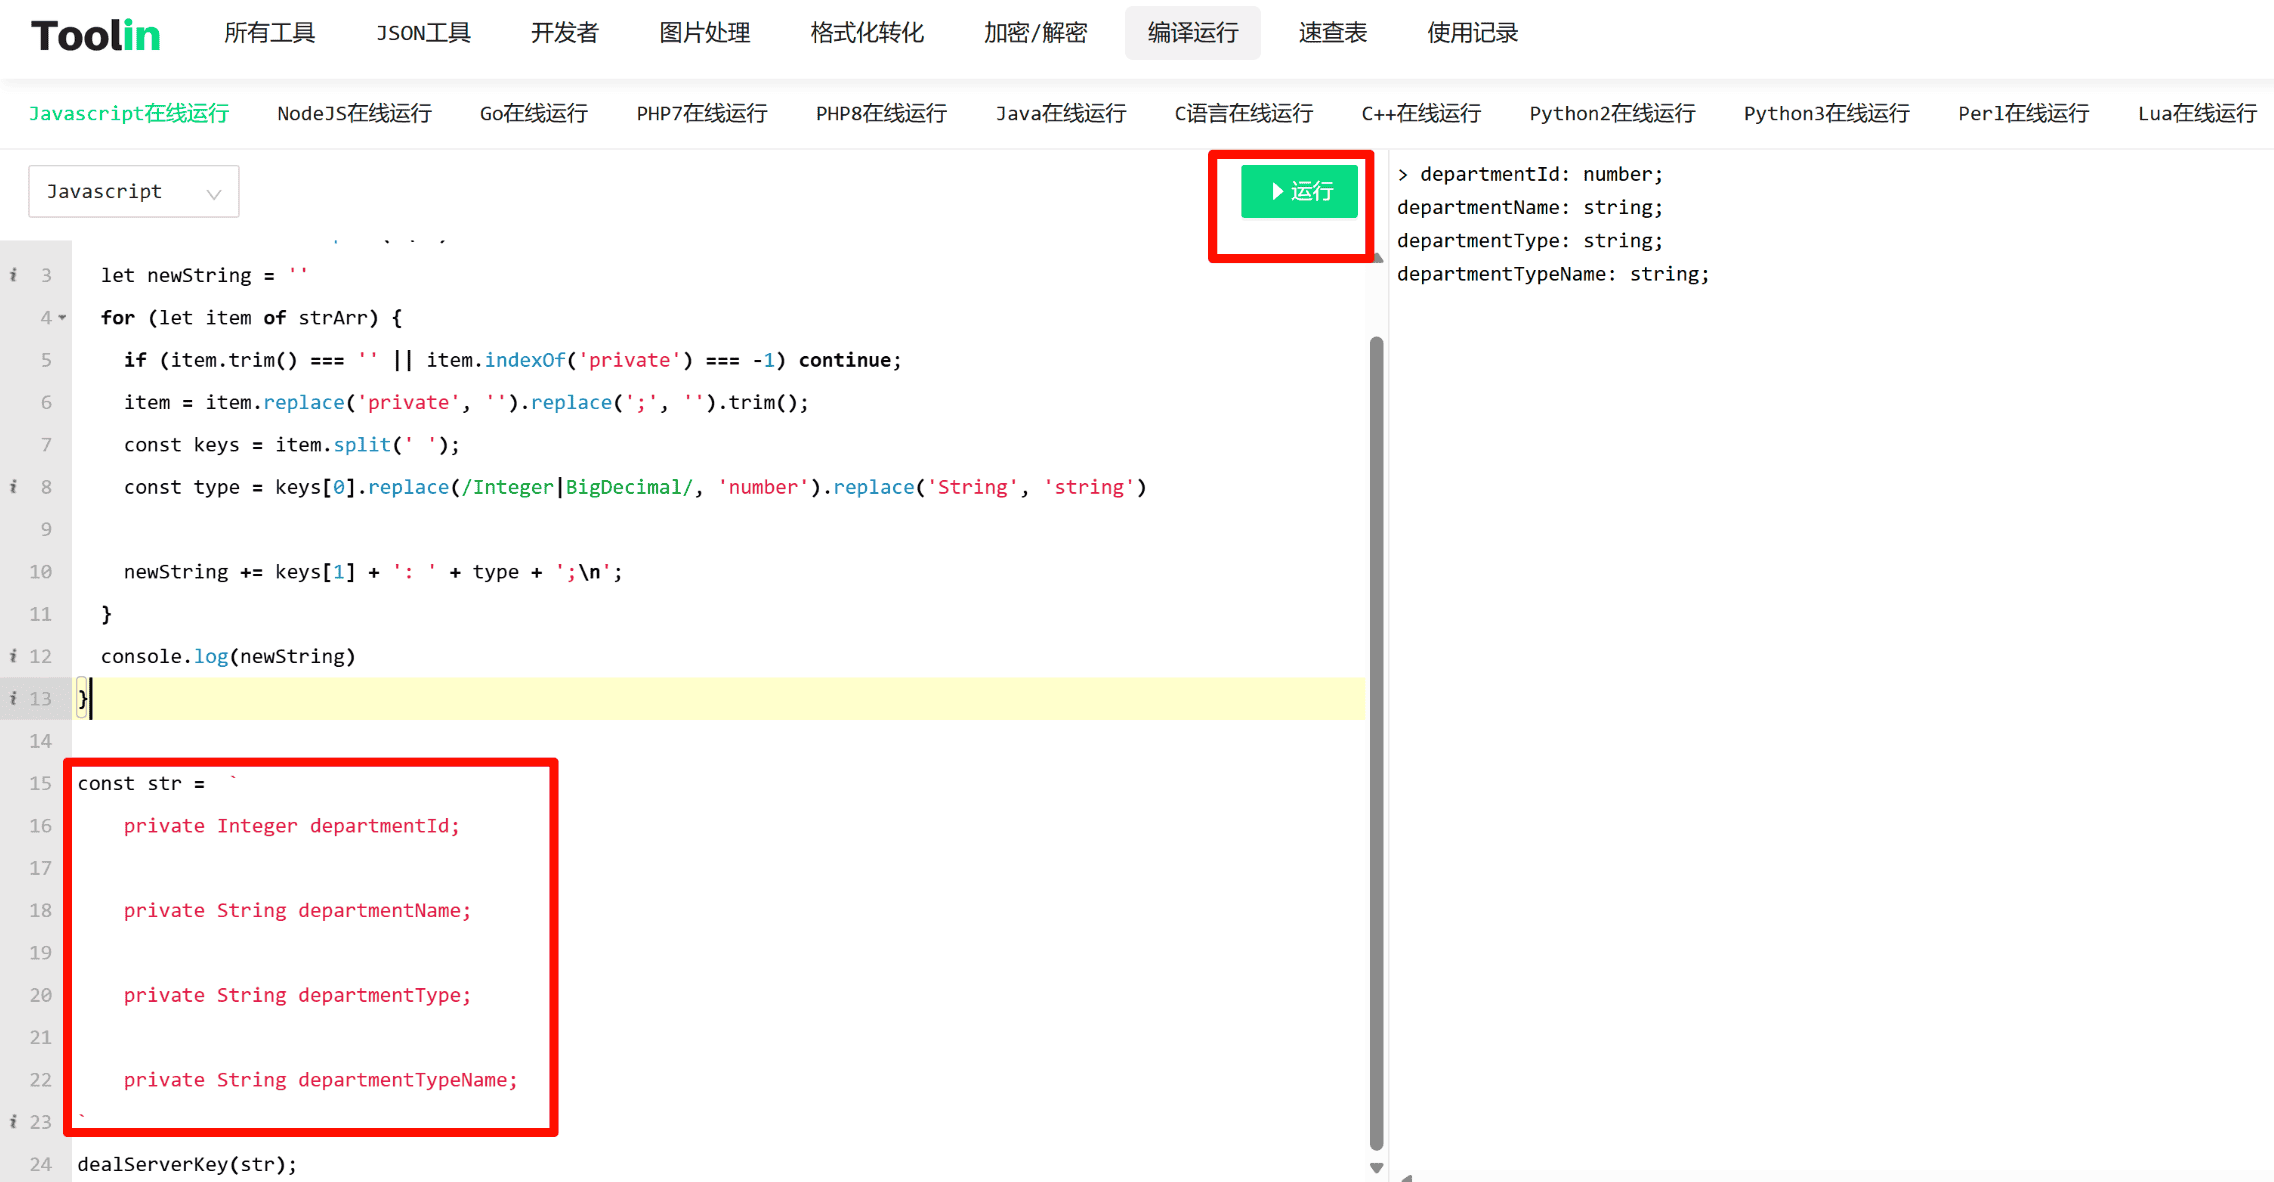 Toolin 所有工具 JSON工具 开发者 图片处理 格式化转化 加密/解密 编译运行 速查表 使用记录
Javascript在线运行 NodeJS在线运行 Go在线运行 PHP7在线运行 PHP8在线运行 Java在线运行 C语言在线运行 C++在线运行 Python2在线运行 Python3在线运行 Perl在线运行 Lua在线运行
Javascript
运行
i 3 let newString = ''
4 for (let item of strArr) {
5 if (item.trim() === '' || item.indexOf('private') === -1) continue;
6 item = item.replace('private', '').replace(';', '').trim();
7 const keys = item.split(' ');
i 8 const type = keys[0].replace(/Integer|BigDecimal/, 'number').replace('String', 'string')
9
10 newString += keys[1] + ': ' + type + ';\n';
11 }
i 12 console.log(newString)
i 13 }
14
15 const str = `
16 private Integer departmentId;
17
18 private String departmentName;
19
20 private String departmentType;
21
22 private String departmentTypeName;
i 23 `
24 dealServerKey(str);
> departmentId: number;
departmentName: string;
departmentType: string;
departmentTypeName: string;